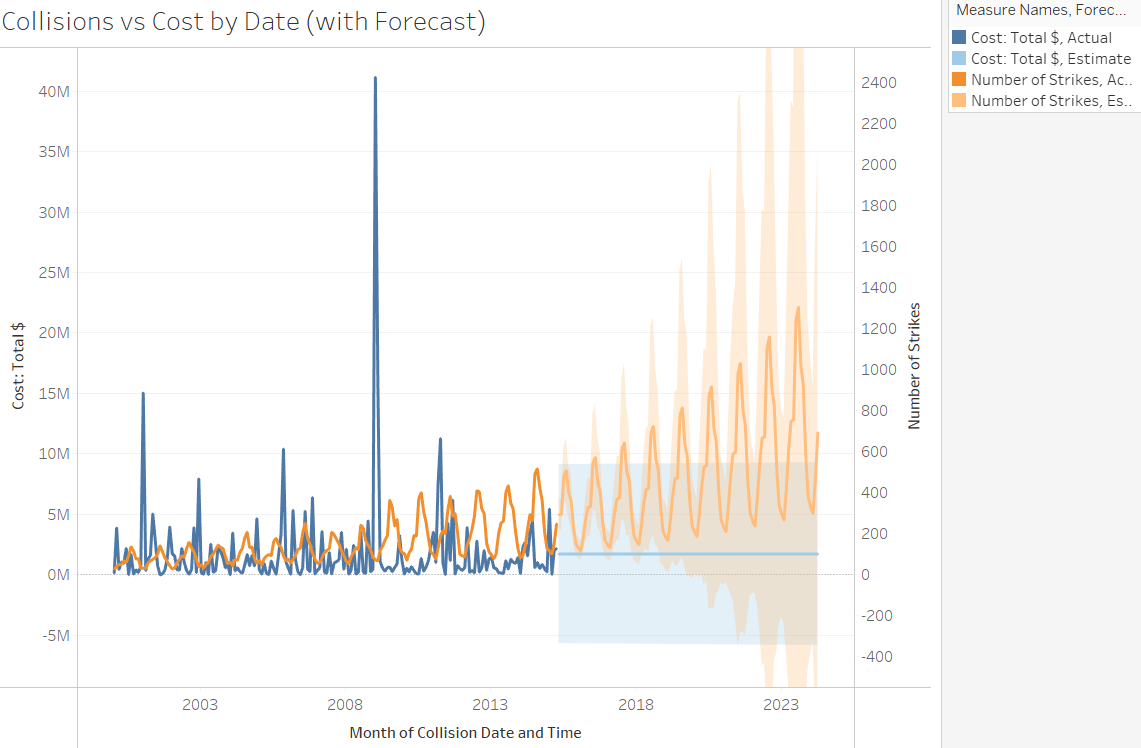 Collisions vs Cost by Date (with Forecast)
Measure Names, Forec...
Cost: Total $, Actual
Cost: Total $, Estimate
Number of Strikes, Ac..
Number of Strikes, Es..
Cost: Total $
40M
35M
30M
25M
20M
15M
10M
5M
0M
-5M
2400
2200
2000
1800
1600
1400
1200
1000
800
600
400
200
0
-200
-400
Number of Strikes
2003
2008
2013
2018
2023
Month of Collision Date and Time